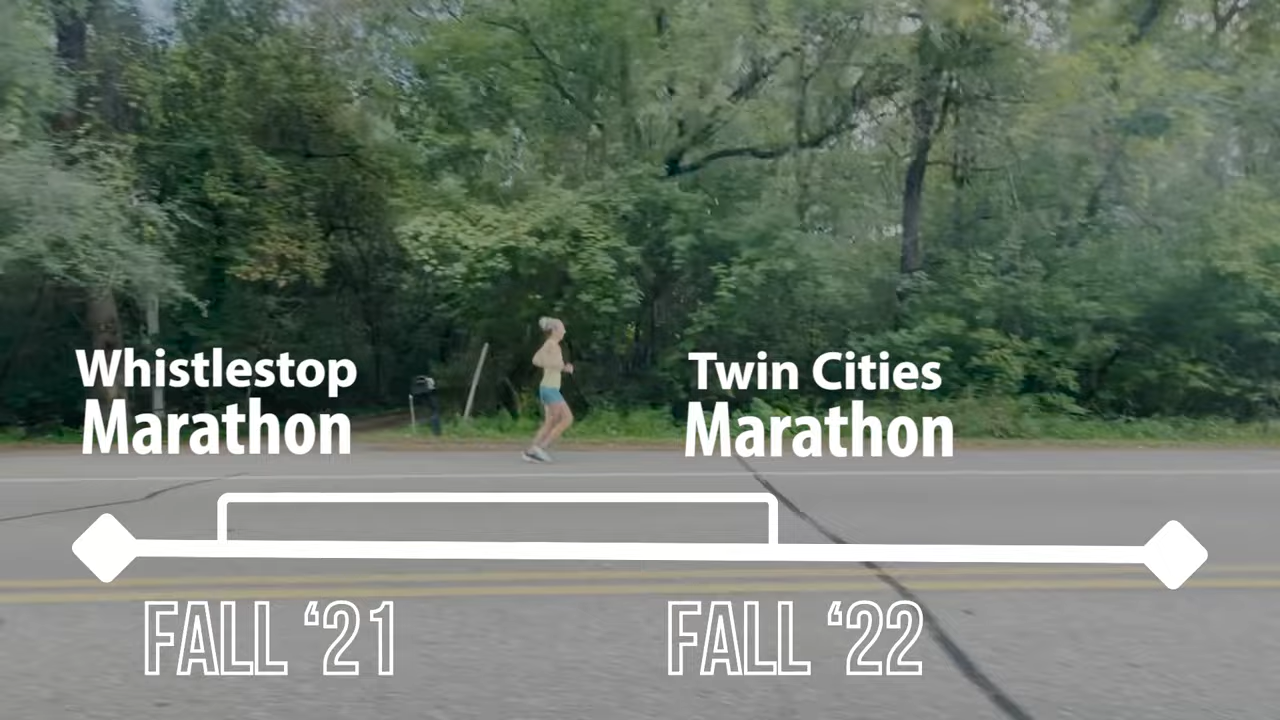 Whistlestop
Marathon
Twin Cities
Marathon
FALL ‘21
FALL ‘22